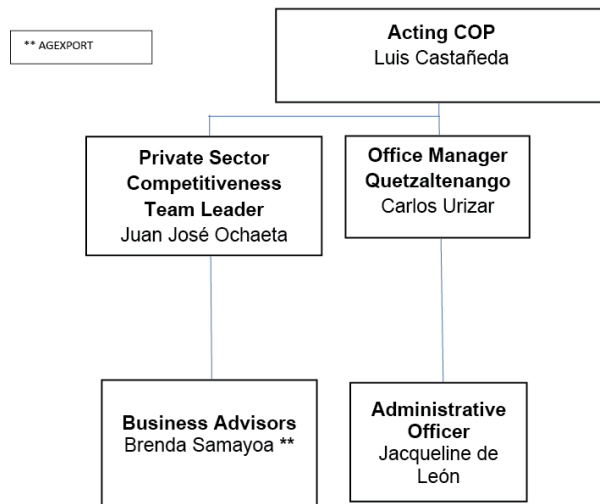 ** AGEXPORT
Acting COP
Luis Castañeda
Private Sector
Competitiveness
Team Leader
Juan José Ochaeta
Office Manager
Quetzaltenango
Carlos Urizar
Business Advisors
Brenda Samayoa **
Administrative
Officer
Jacqueline de
León